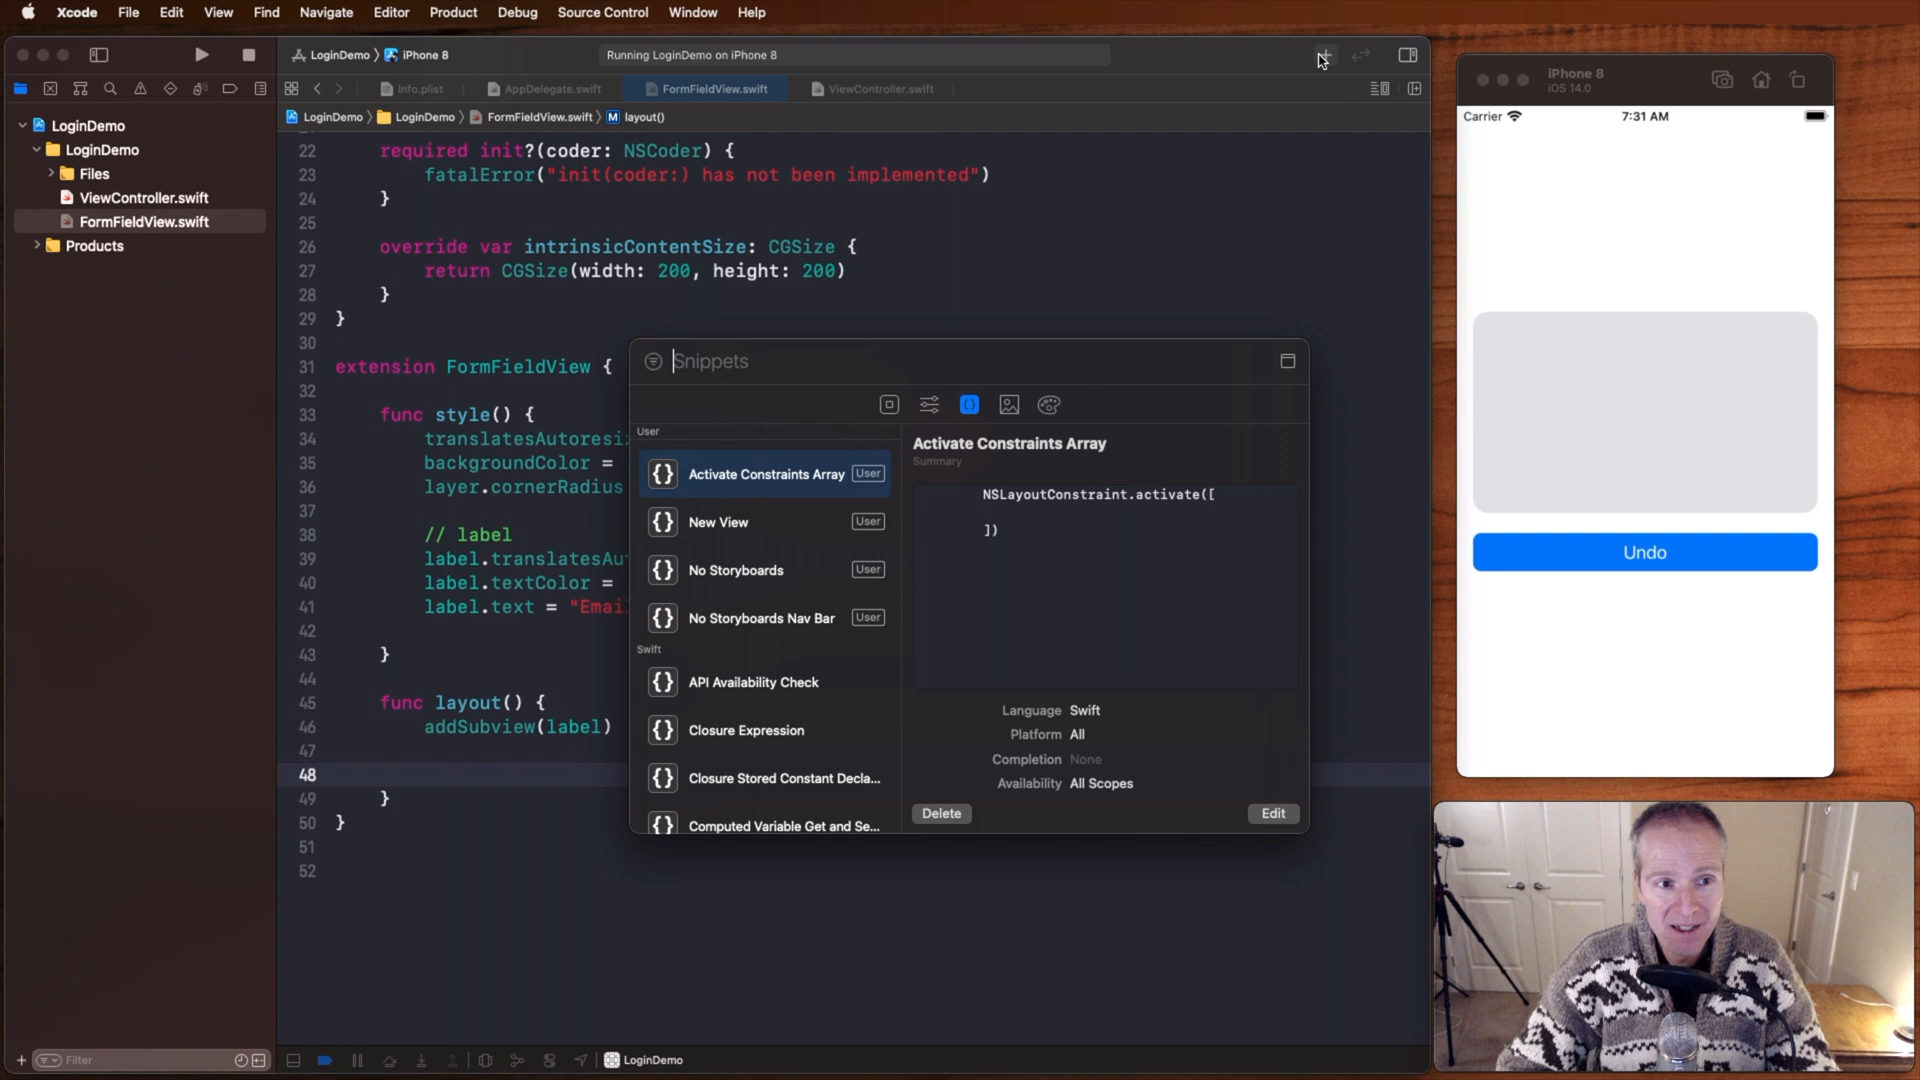 Xcode File Edit View Find Navigate Editor Product Debug Source Control Window Help
LoginDemo iPhone 8
Running LoginDemo on iPhone 8
Info.plist AppDelegate.swift FormFieldView.swift ViewController.swift
LoginDemo LoginDemo FormFieldView.swift M layout()
LoginDemo
LoginDemo
Files
ViewController.swift
FormFieldView.swift
Products
22 required init?(coder: NSCoder) {
23 fatalError("init(coder:) has not been implemented")
24 }
25
26 override var intrinsicContentSize: CGSize {
27 return CGSize(width: 200, height: 200)
28 }
29 }
30
31 extension FormFieldView {
32
33 func style() {
34 translatesAutoresi
35 backgroundColor =
36 layer.cornerRadius
37
38 // label
39 label.translatesAu
40 label.textColor =
41 label.text = "Emai
42
43 }
44
45 func layout() {
46 addSubview(label)
47
48
49 }
50 }
51
52
Snippets
User
{} Activate Constraints Array User
{} New View User
{} No Storyboards User
{} No Storyboards Nav Bar User
Swift
{} API Availability Check
{} Closure Expression
{} Closure Stored Constant Decla...
{} Computed Variable Get and Se...
Activate Constraints Array
Summary
NSLayoutConstraint.activate([
])
Language Swift
Platform All
Completion None
Availability All Scopes
Delete Edit
Filter
LoginDemo
iPhone 8
iOS 14.0
Carrier 7:31 AM
Undo